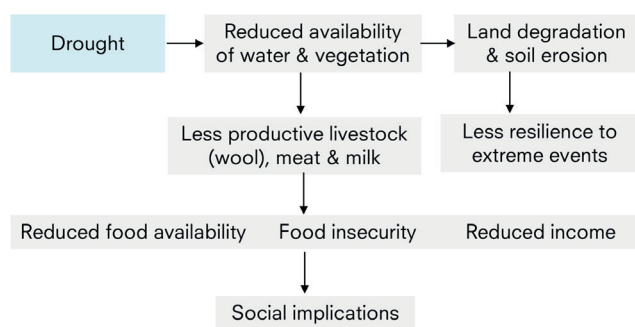 Drought
Reduced availability
of water & vegetation
Land degradation
& soil erosion
Less productive livestock
(wool), meat & milk
Less resilience to
extreme events
Reduced food availability
Food insecurity
Reduced income
Social implications